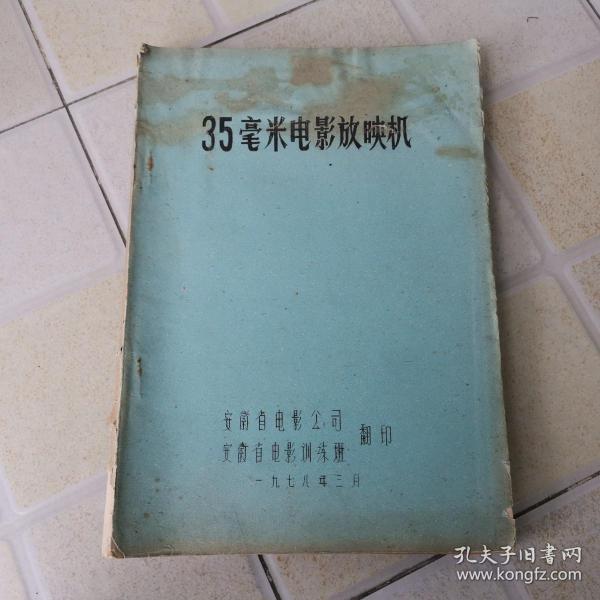 35毫米电影放映机
安徽省电影公司
安徽省电影训练班
翻印
一九七八年三月
孔夫子旧书网
www.kongfz.com